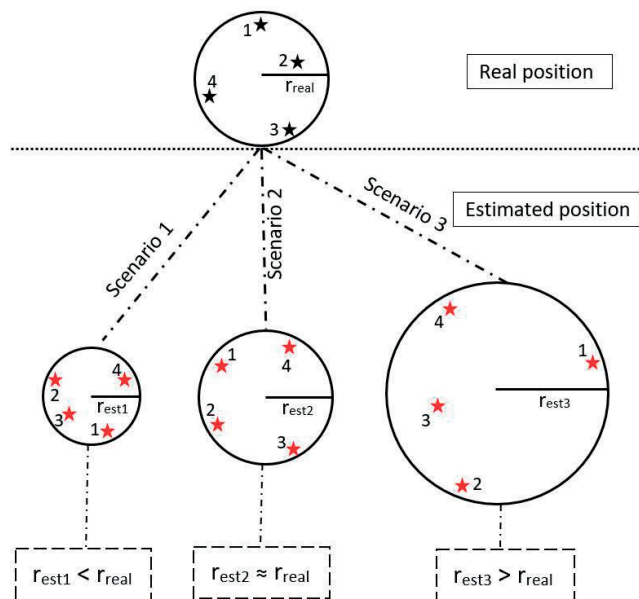 1
2
4
r_real
3
Real position
Estimated position
Scenario 1
Scenario 2
Scenario 3
4
2
r_est1
3
1
1
4
r_est2
2
3
4
1
r_est3
3
2
r_est1 < r_real
r_est2 ≈ r_real
r_est3 > r_real